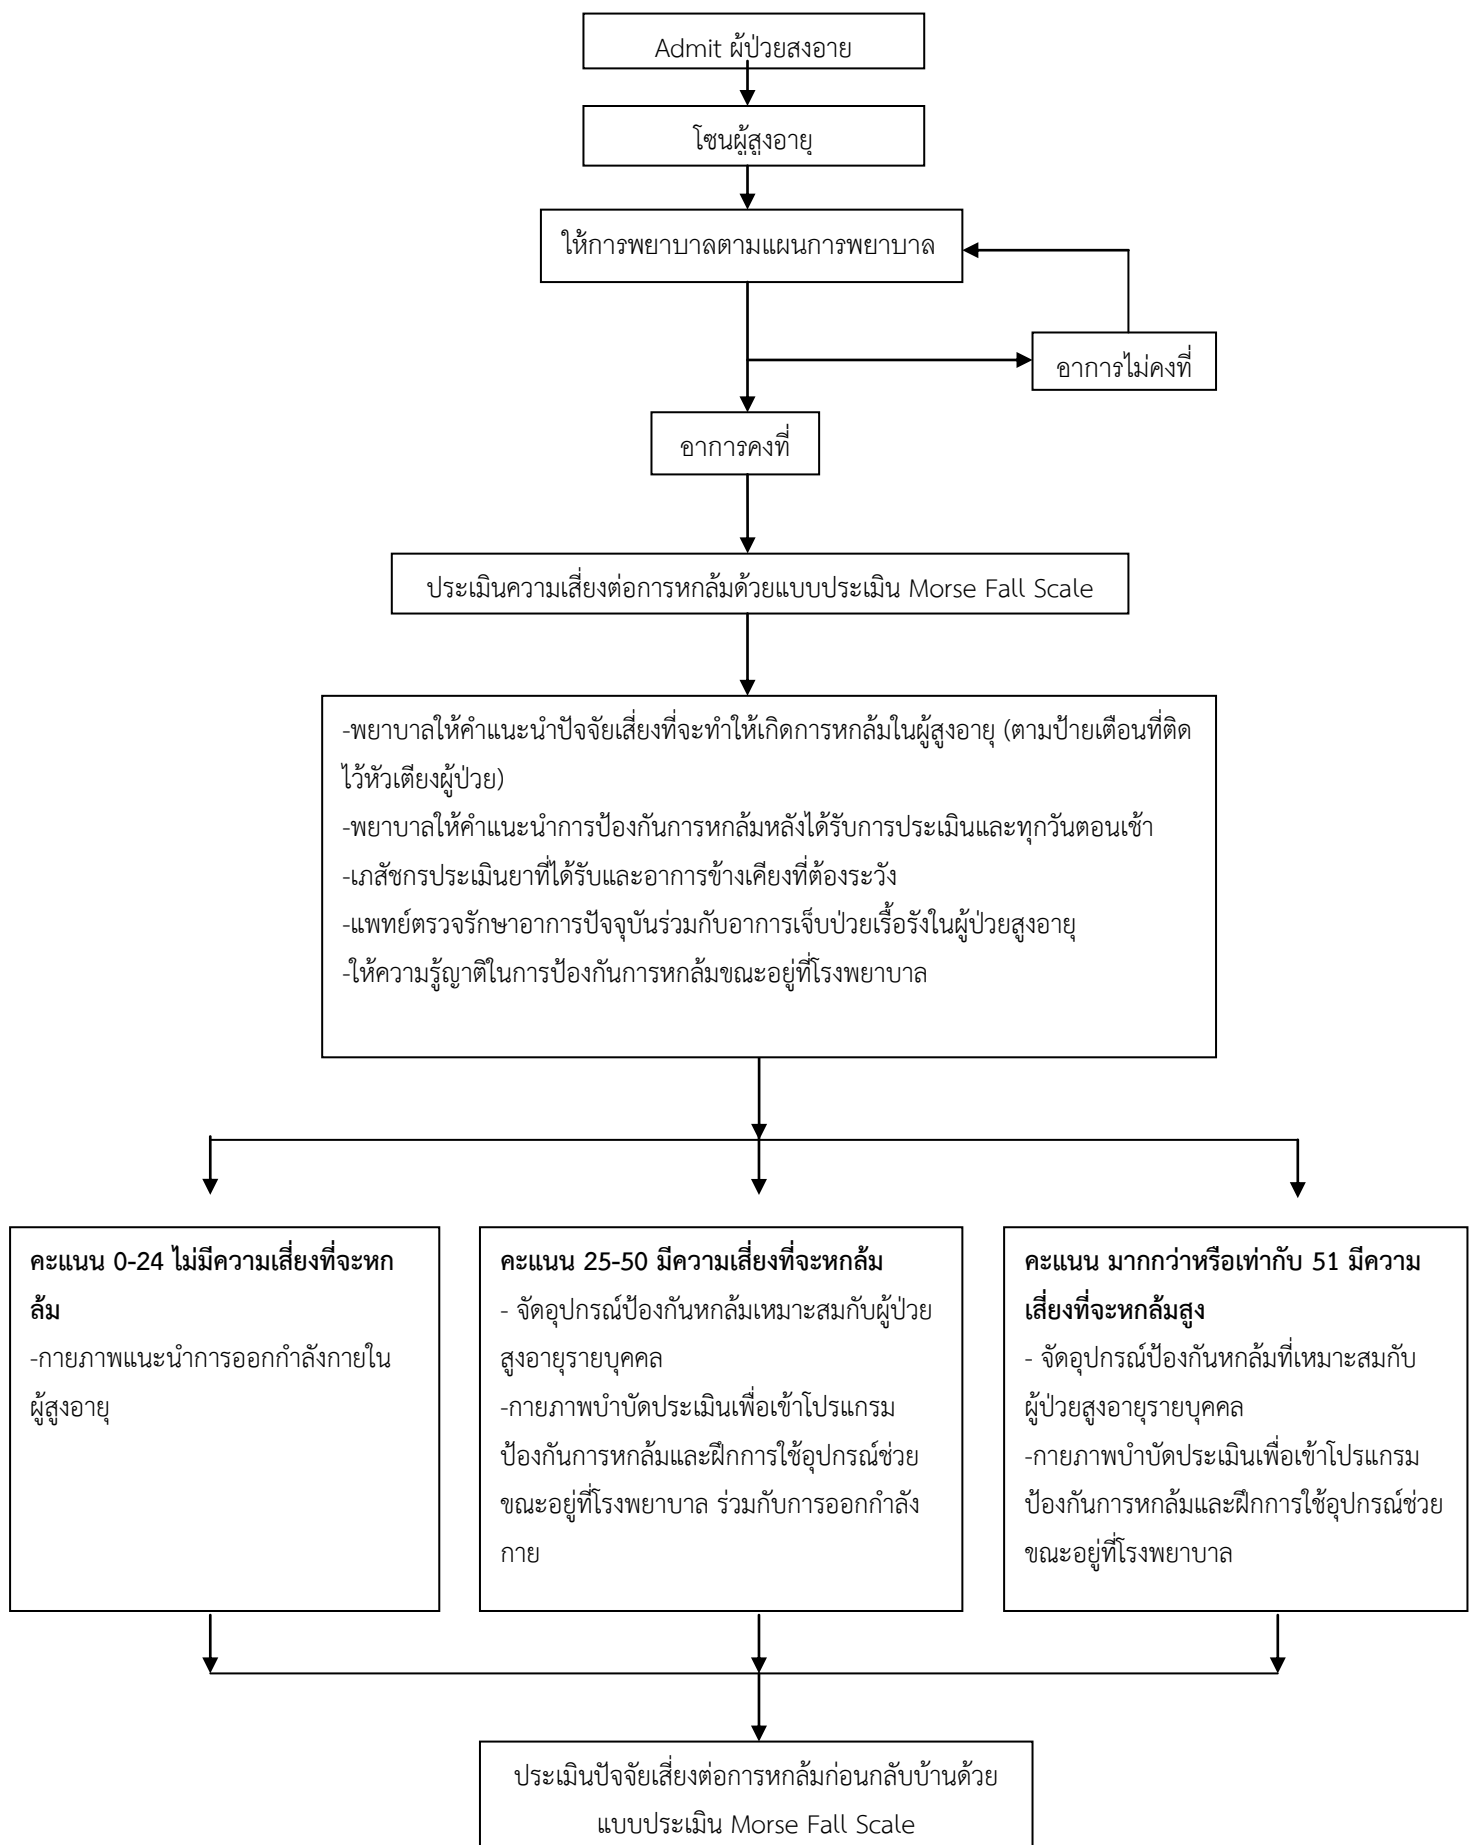 Admit ผู้ป่วยสงอาย
โซนผู้สูงอายุ
ให้การพยาบาลตามแผนการพยาบาล
อาการไม่คงที่
อาการคงที่
ประเมินความเสี่ยงต่อการหกล้มด้วยแบบประเมิน Morse Fall Scale
-พยาบาลให้คำแนะนำปัจจัยเสี่ยงที่จะทำให้เกิดการหกล้มในผู้สูงอายุ (ตามป้ายเตือนที่ติด
ไว้หัวเตียงผู้ป่วย)
-พยาบาลให้คำแนะนำการป้องกันการหกล้มหลังได้รับการประเมินและทุกวันตอนเช้า
-เภสัชกรประเมินยาที่ได้รับและอาการข้างเคียงที่ต้องระวัง
-แพทย์ตรวจรักษาอาการปัจจุบันร่วมกับอาการเจ็บป่วยเรื้อรังในผู้ป่วยสูงอายุ
-ให้ความรู้ญาติในการป้องกันการหกล้มขณะอยู่ที่โรงพยาบาล
คะแนน 0-24 ไม่มีความเสี่ยงที่จะหก
ล้ม
-กายภาพแนะนำการออกกำลังกายใน
ผู้สูงอายุ
คะแนน 25-50 มีความเสี่ยงที่จะหกล้ม
- จัดอุปกรณ์ป้องกันหกล้มเหมาะสมกับผู้ป่วย
สูงอายุรายบุคคล
-กายภาพบำบัดประเมินเพื่อเข้าโปรแกรม
ป้องกันการหกล้มและฝึกการใช้อุปกรณ์ช่วย
ขณะอยู่ที่โรงพยาบาล ร่วมกับการออกกำลัง
กาย
คะแนน มากกว่าหรือเท่ากับ 51 มีความ
เสี่ยงที่จะหกล้มสูง
- จัดอุปกรณ์ป้องกันหกล้มที่เหมาะสมกับ
ผู้ป่วยสูงอายุรายบุคคล
-กายภาพบำบัดประเมินเพื่อเข้าโปรแกรม
ป้องกันการหกล้มและฝึกการใช้อุปกรณ์ช่วย
ขณะอยู่ที่โรงพยาบาล
ประเมินปัจจัยเสี่ยงต่อการหกล้มก่อนกลับบ้านด้วย
แบบประเมิน Morse Fall Scale